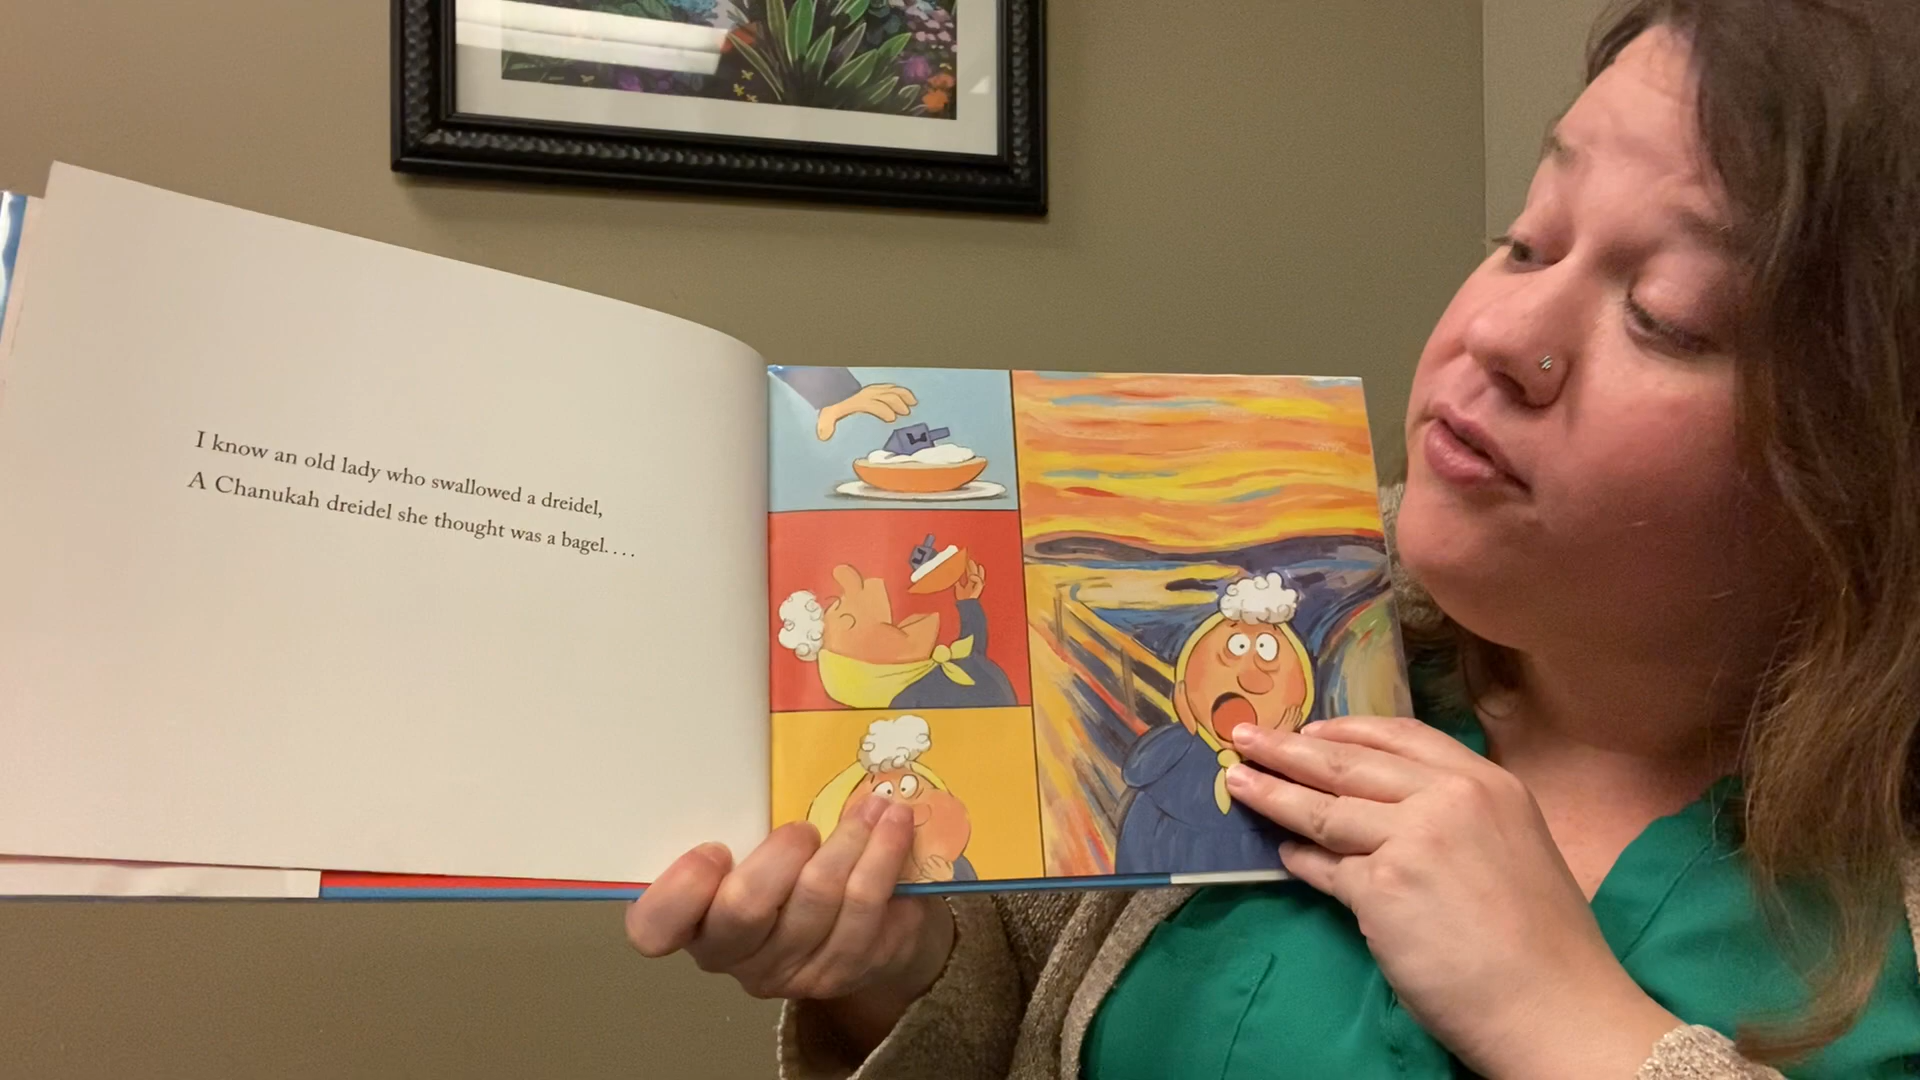 I know an old lady who swallowed a dreidel,
A Chanukah dreidel she thought was a bagel. . . .